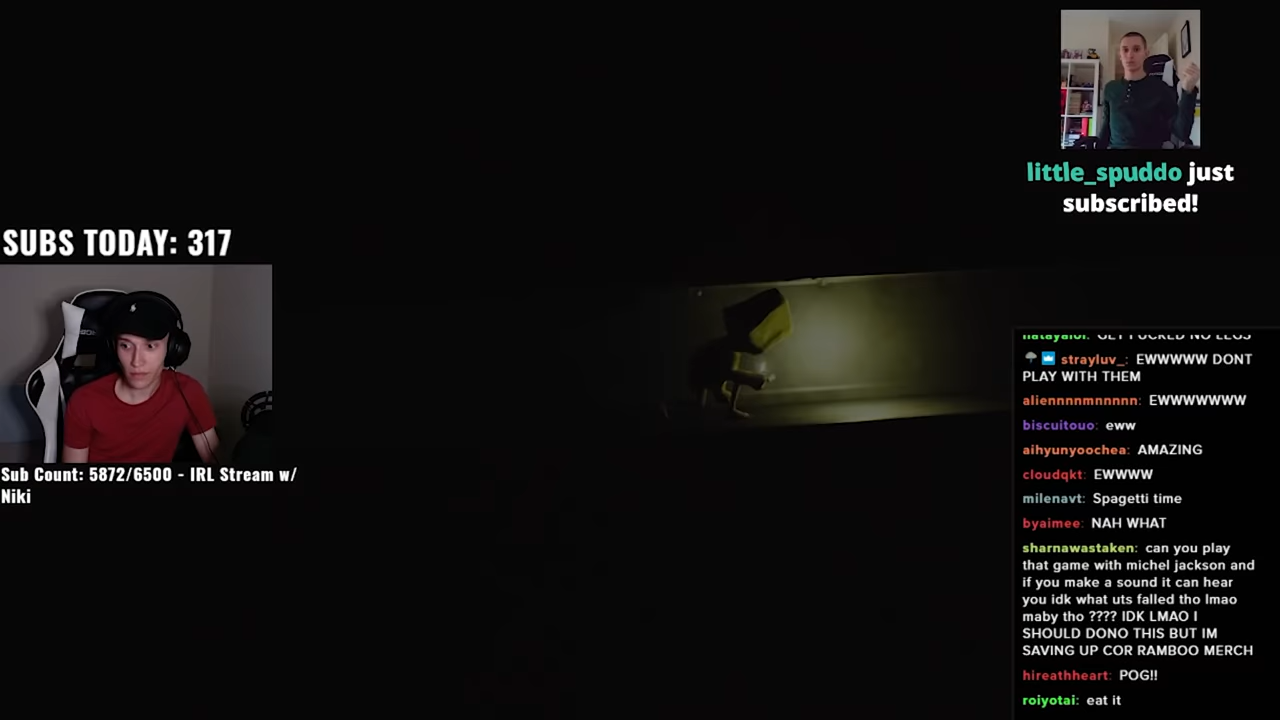 little_spuddo just
subscribed!
SUBS TODAY: 317
Sub Count: 5872/6500 - IRL Stream w/
Niki
GET FUCKED NO LEGS
strayluv_: EWWWWW DONT
PLAY WITH THEM
aliennnnmnnnnn: EWWWWWWW
biscuitouo: eww
aihyunyoochea: AMAZING
cloudqkt: EWWWW
milenavt: Spagetti time
byaimee: NAH WHAT
sharnawastaken: can you play
that game with michel jackson and
if you make a sound it can hear
you idk what uts falled tho lmao
maby tho ???? IDK LMAO I
SHOULD DONO THIS BUT IM
SAVING UP COR RAMBOO MERCH
hireathheart: POG!!
roiyotai: eat it